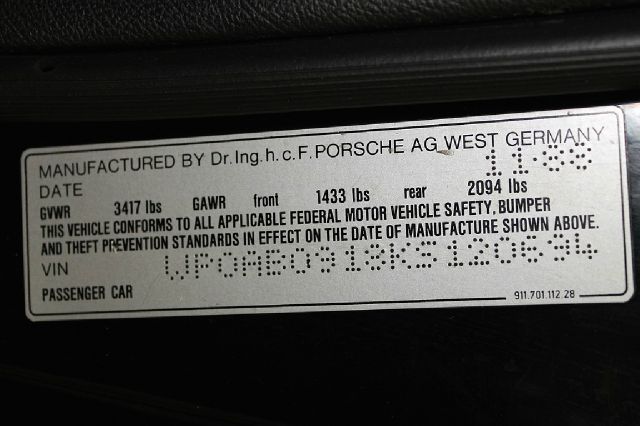 MANUFACTURED BY Dr.Ing.h.c.F.PORSCHE AG WEST GERMANY
DATE 11:88
GVWR 3417 lbs GAWR front 1433 lbs rear 2094 lbs
THIS VEHICLE CONFORMS TO ALL APPLICABLE FEDERAL MOTOR VEHICLE SAFETY, BUMPER
AND THEFT PREVENTION STANDARDS IN EFFECT ON THE DATE OF MANUFACTURE SHOWN ABOVE.
VIN WP0AB0918KS120694
PASSENGER CAR
911.701.112.28